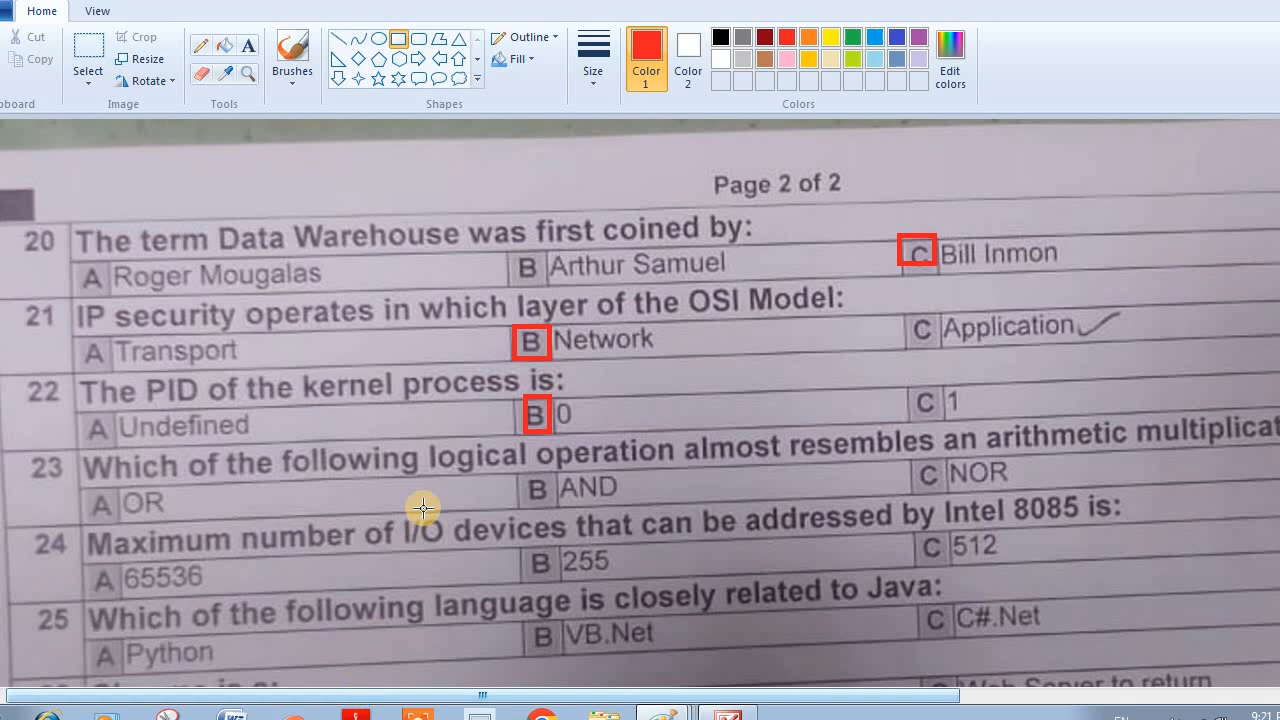 Home View
Cut
Copy
Select
Crop
Resize
Rotate
Brushes
Outline
Fill
Size
Color 1
Color 2
Edit colors
Image Tools Shapes Colors
Page 2 of 2
20 The term Data Warehouse was first coined by:
A Roger Mougalas B Arthur Samuel C Bill Inmon
21 IP security operates in which layer of the OSI Model:
A Transport B Network C Application
22 The PID of the kernel process is:
A Undefined B 0 C 1
23 Which of the following logical operation almost resembles an arithmetic multiplicat
A OR B AND C NOR
24 Maximum number of I/O devices that can be addressed by Intel 8085 is:
A 65536 B 255 C 512
25 Which of the following language is closely related to Java:
A Python B VB.Net C C#.Net
Web Server to return
EN